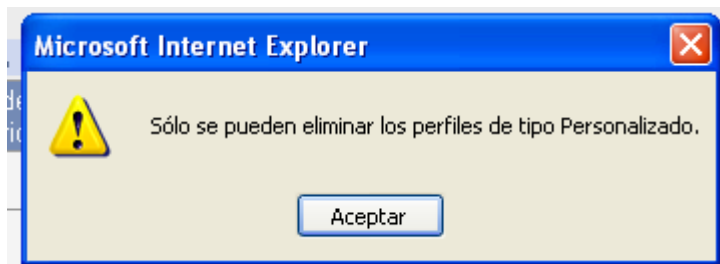 Microsoft Internet Explorer
Sólo se pueden eliminar los perfiles de tipo Personalizado.
Aceptar